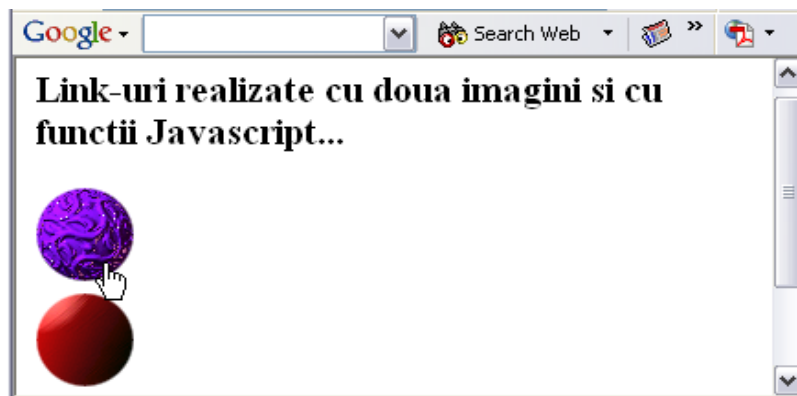 Google Search Web »
Link-uri realizate cu doua imagini si cu
functii Javascript...